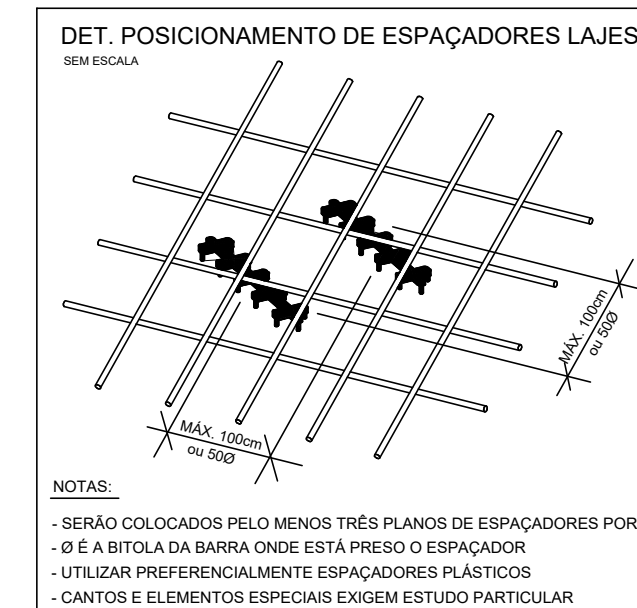 DET. POSICIONAMENTO DE ESPAÇADORES LAJES
SEM ESCALA
MÁX. 100cm
ou 50Ø
MÁX. 100cm
ou 50Ø
NOTAS:
- SERÃO COLOCADOS PELO MENOS TRÊS PLANOS DE ESPAÇADORES POR
- Ø É A BITOLA DA BARRA ONDE ESTÁ PRESO O ESPAÇADOR
- UTILIZAR PREFERENCIALMENTE ESPAÇADORES PLÁSTICOS
- CANTOS E ELEMENTOS ESPECIAIS EXIGEM ESTUDO PARTICULAR